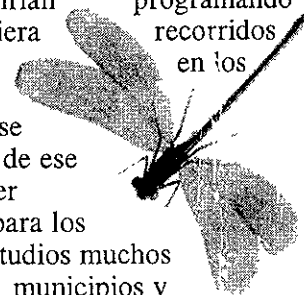 programando
iera recorridos
en los
se
de ese
er
para los
tudios muchos
municipios y